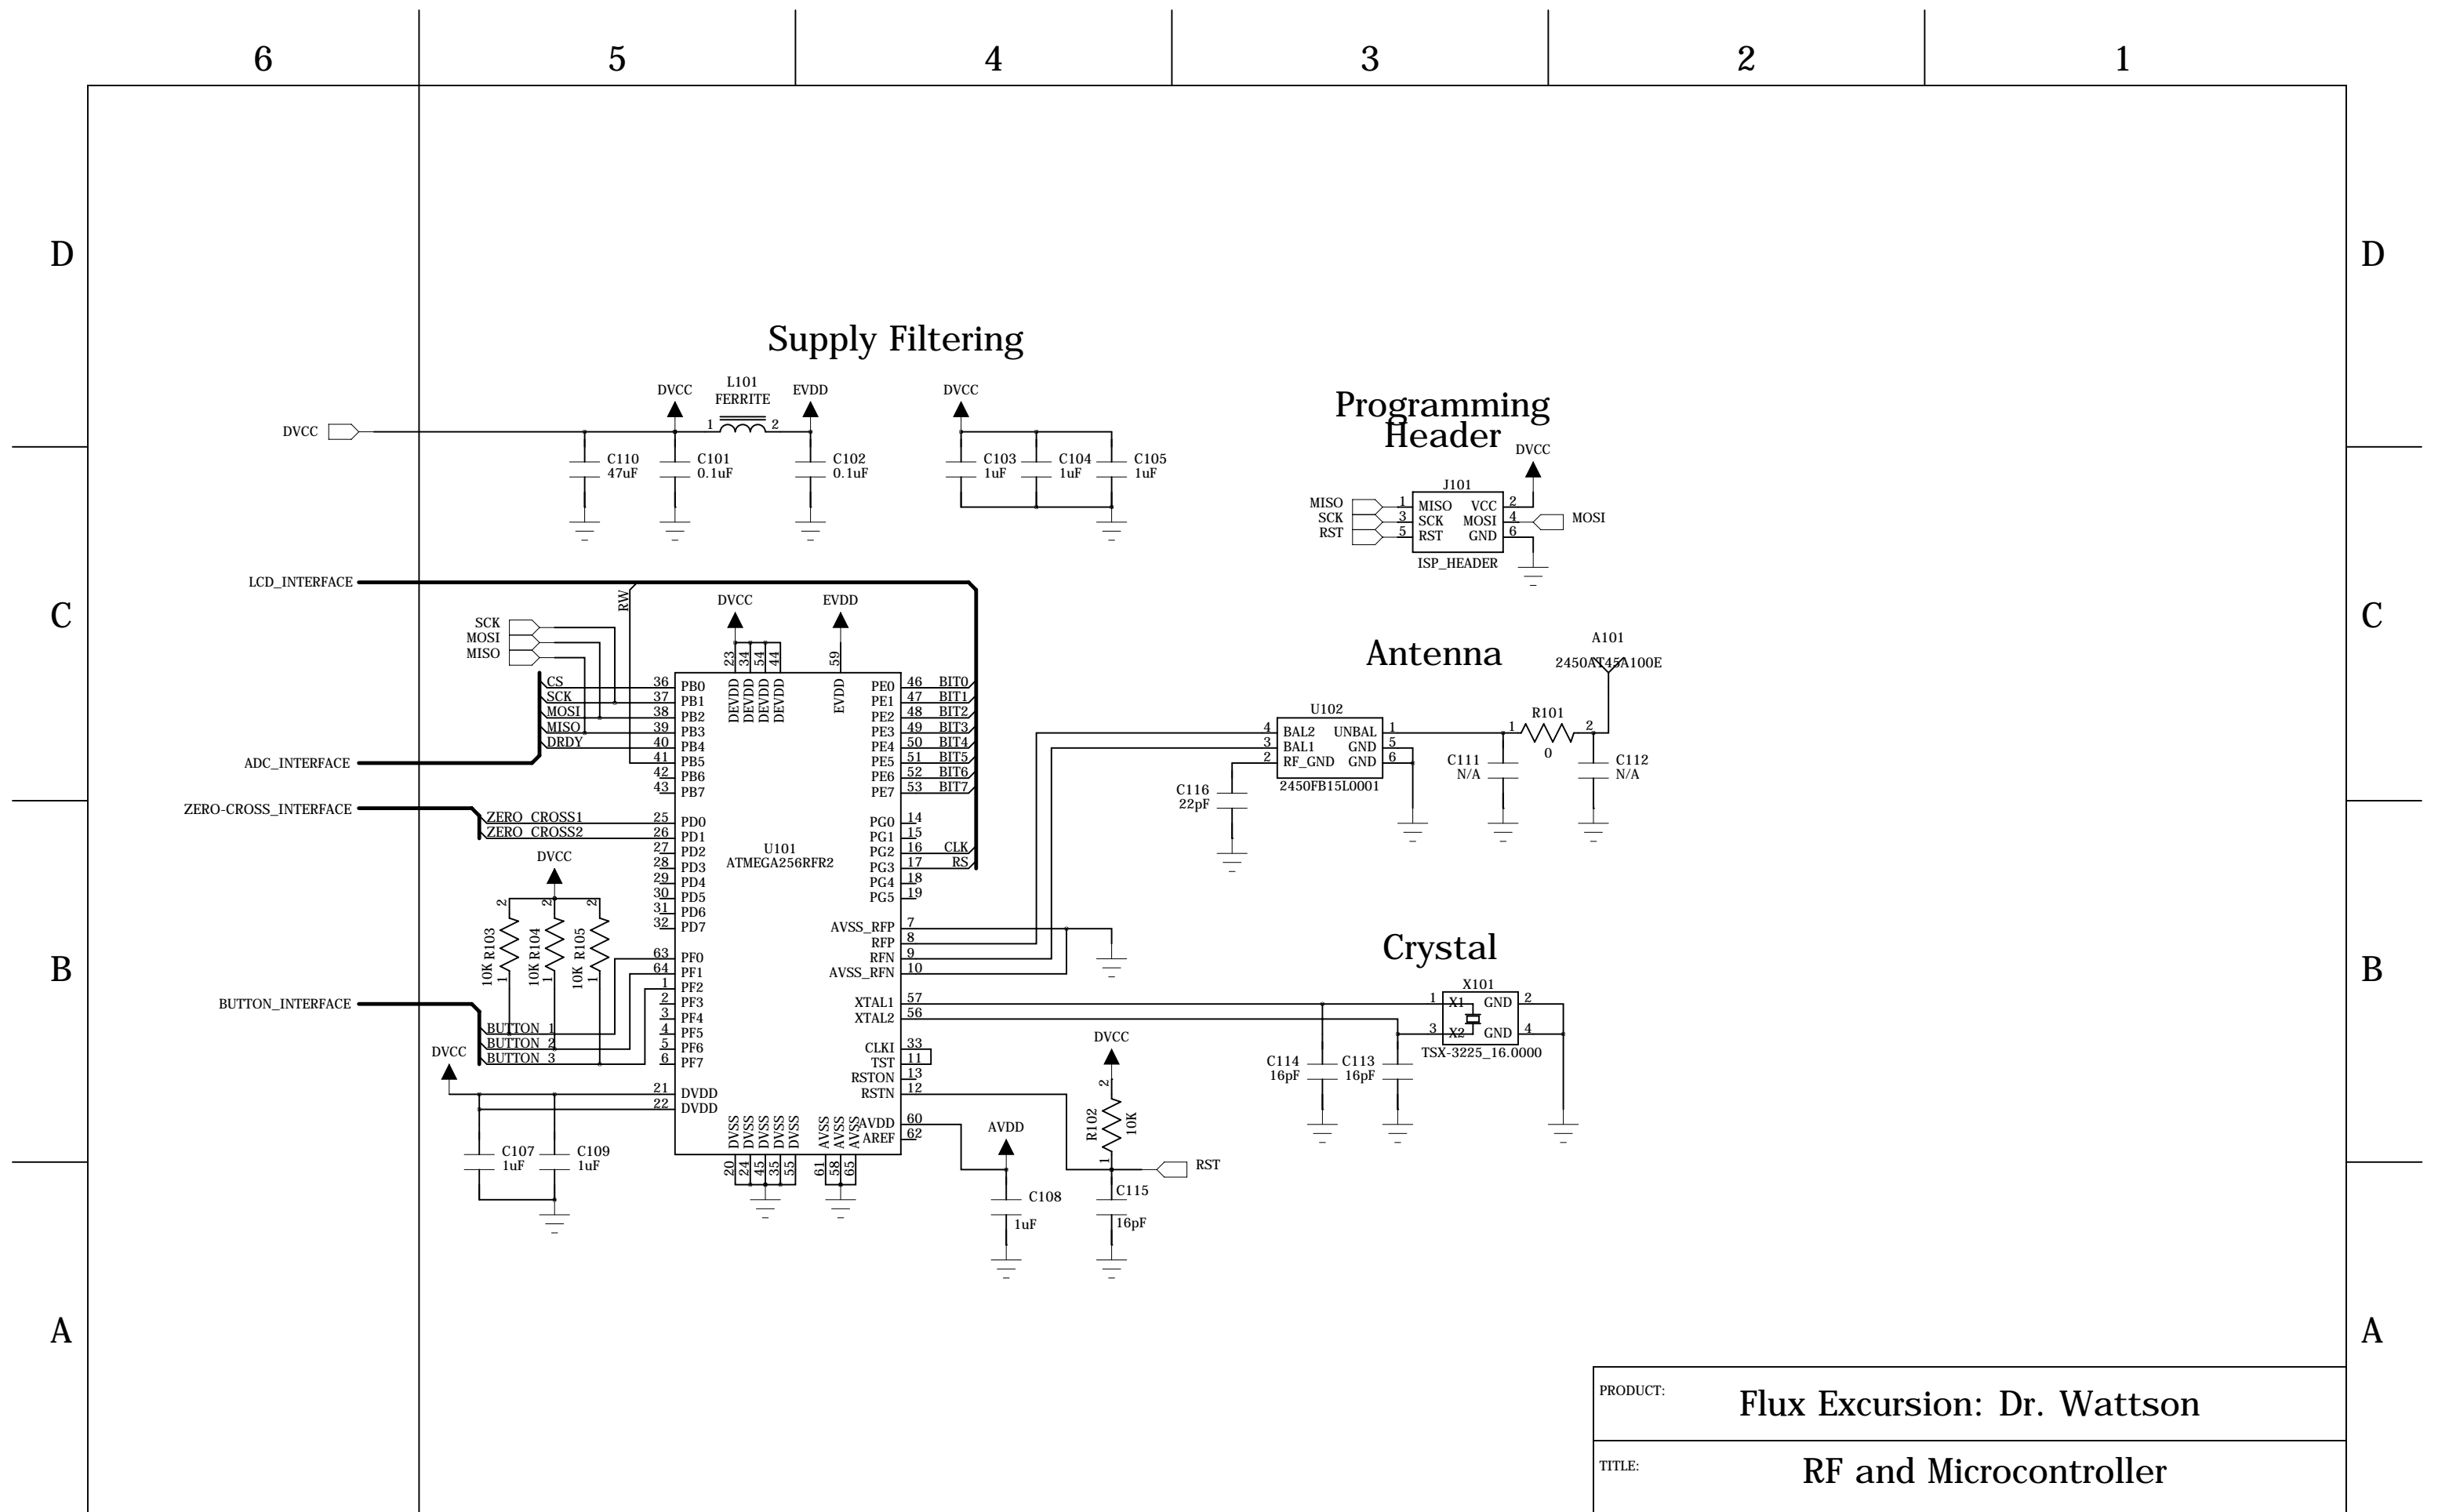 6 5 4 3 2 1
D D
Supply Filtering
DVCC
DVCC
L101
FERRITE
1 2
EVDD
C110
47uF
C101
0.1uF
C102
0.1uF
DVCC
C103
1uF
C104
1uF
C105
1uF
Programming
Header
DVCC
J101
MISO 1 MISO VCC 2
SCK 3 SCK MOSI 4 MOSI
RST 5 RST GND 6
ISP_HEADER
C C
LCD_INTERFACE
RW
SCK
MOSI
MISO
ADC_INTERFACE
CS 36 PB0
SCK 37 PB1
MOSI 38 PB2
MISO 39 PB3
DRDY 40 PB4
41 PB5
42 PB6
43 PB7
DVCC
23 34 54 44
DEVDD DEVDD DEVDD DEVDD
EVDD
59
EVDD
PE0 46 BIT0
PE1 47 BIT1
PE2 48 BIT2
PE3 49 BIT3
PE4 50 BIT4
PE5 51 BIT5
PE6 52 BIT6
PE7 53 BIT7
ZERO-CROSS_INTERFACE
ZERO_CROSS1 25 PD0
ZERO_CROSS2 26 PD1
27 PD2
28 PD3
29 PD4
30 PD5
31 PD6
32 PD7
U101
ATMEGA256RFR2
PG0 14
PG1 15
PG2 16 CLK
PG3 17 RS
PG4 18
PG5 19
AVSS_RFP 7
RFP 8
RFN 9
AVSS_RFN 10
XTAL1 57
XTAL2 56
CLKI 33
TST 11
RSTON 13
RSTN 12
AVDD 60
AREF 62
Antenna
A101
2450AT45A100E
U102
4 BAL2 UNBAL 1
3 BAL1 GND 5
2 RF_GND GND 6
2450FB15L0001
R101
1 2
0
C111
N/A
C112
N/A
C116
22pF
B B
DVCC
2 2 2
10K R103
10K R104
10K R105
1 1 1
BUTTON_INTERFACE
BUTTON_1
BUTTON_2
BUTTON_3
63 PF0
64 PF1
1 PF2
2 PF3
3 PF4
4 PF5
5 PF6
6 PF7
DVCC
21 DVDD
22 DVDD
C107
1uF
C109
1uF
DVSS DVSS DVSS DVSS DVSS
20 24 45 35 55
AVSS AVSS AVSS
61 58 65
AVDD
C108
1uF
DVCC
2
R102
10K
1
RST
C115
16pF
Crystal
X101
1 X1 GND 2
3 X2 GND 4
TSX-3225_16.0000
C114
16pF
C113
16pF
A A
PRODUCT:
Flux Excursion: Dr. Wattson
TITLE:
RF and Microcontroller